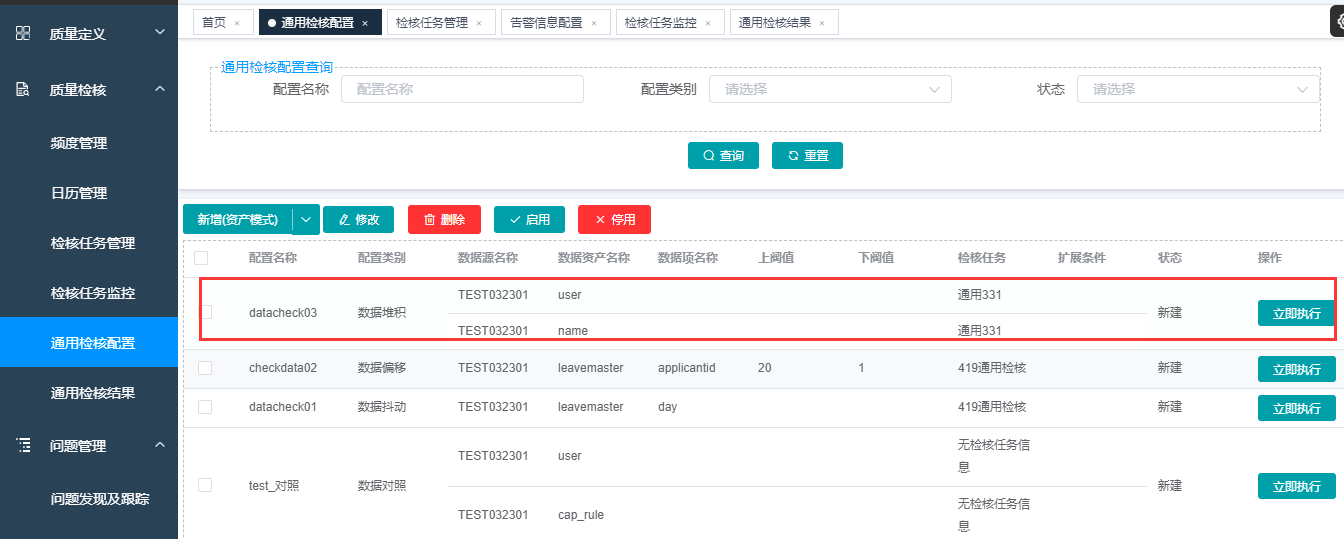 质量定义
质量检核
频度管理
日历管理
检核任务管理
检核任务监控
通用检核配置
通用检核结果
问题管理
问题发现及跟踪
首页 × 通用检核配置 × 检核任务管理 × 告警信息配置 × 检核任务监控 × 通用检核结果 ×
通用检核配置查询
配置名称 配置名称 配置类别 请选择 状态 请选择
查询 重置
新增(资产模式) 修改 删除 启用 停用
配置名称 配置类别 数据源名称 数据资产名称 数据项名称 上阀值 下阀值 检核任务 扩展条件 状态 操作
datacheck03 数据堆积 TEST032301 user 通用331 新建 立即执行
TEST032301 name 通用331
checkdata02 数据偏移 TEST032301 leavemaster applicantid 20 1 419通用检核 新建 立即执行
datacheck01 数据抖动 TEST032301 leavemaster day 419通用检核 新建 立即执行
test_对照 数据对照 TEST032301 user 无检核任务信息 新建 立即执行
TEST032301 cap_rule 无检核任务信息